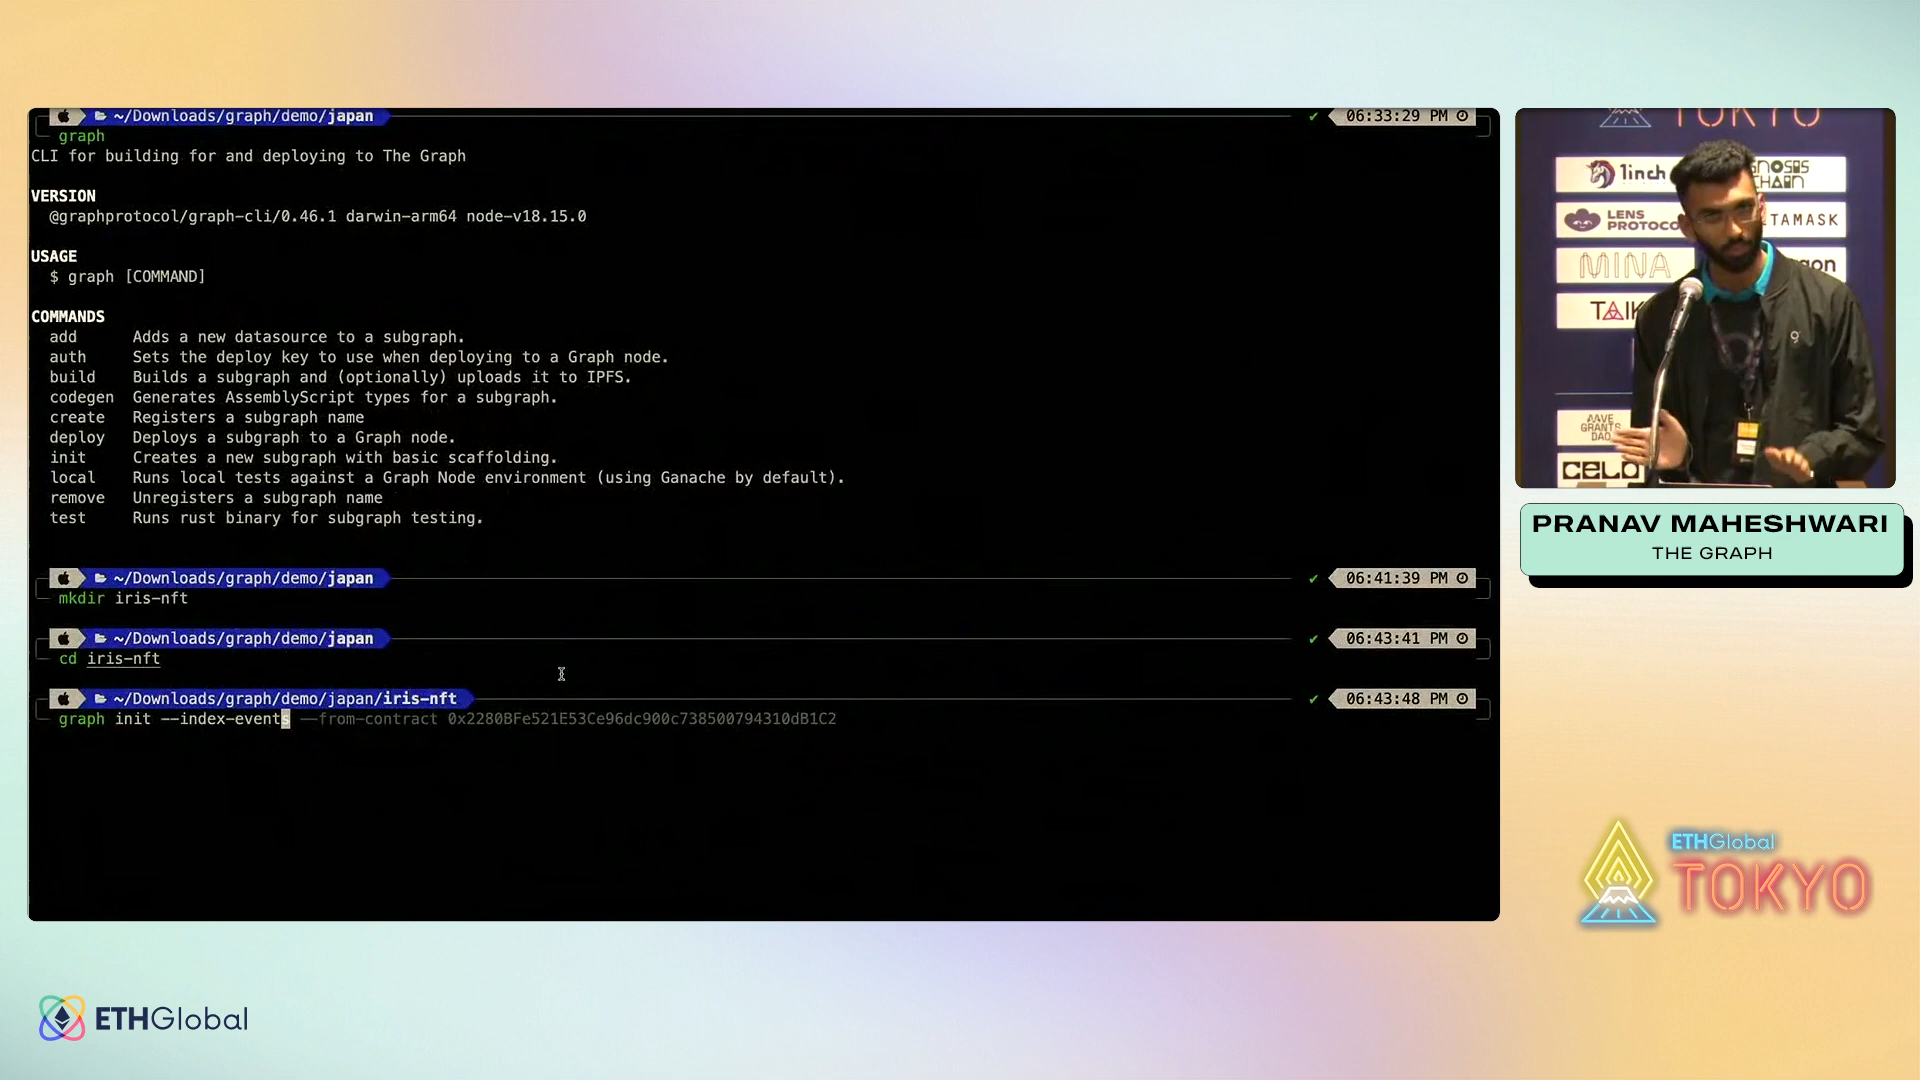 ~/Downloads/graph/demo/japan ✔ 06:33:29 PM
graph
CLI for building for and deploying to The Graph
VERSION
@graphprotocol/graph-cli/0.46.1 darwin-arm64 node-v18.15.0
USAGE
$ graph [COMMAND]
COMMANDS
add Adds a new datasource to a subgraph.
auth Sets the deploy key to use when deploying to a Graph node.
build Builds a subgraph and (optionally) uploads it to IPFS.
codegen Generates AssemblyScript types for a subgraph.
create Registers a subgraph name
deploy Deploys a subgraph to a Graph node.
init Creates a new subgraph with basic scaffolding.
local Runs local tests against a Graph Node environment (using Ganache by default).
remove Unregisters a subgraph name
test Runs rust binary for subgraph testing.
~/Downloads/graph/demo/japan ✔ 06:41:39 PM
mkdir iris-nft
~/Downloads/graph/demo/japan ✔ 06:43:41 PM
cd iris-nft
~/Downloads/graph/demo/japan/iris-nft ✔ 06:43:48 PM
graph init --index-events --from-contract 0x2280BFe521E53Ce96dc900c738500794310dB1C2
TOKYO
1inch
LENS
PROTOCO
TAMASK
MINA
gon
TAIK
AAVE
GRANTS
DAO
CELO
PRANAV MAHESHWARI
THE GRAPH
ETHGlobal
TOKYO
ETHGlobal